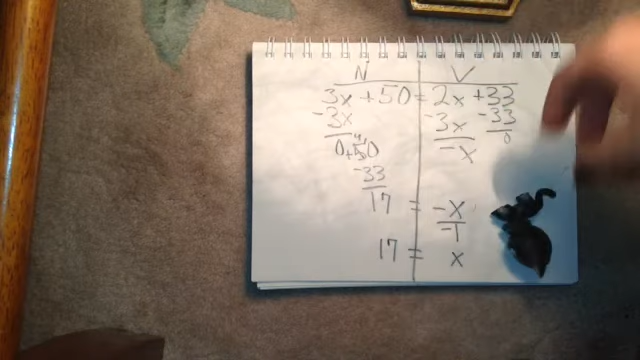 N V
3x + 50 = 2x + 33
-3x -3x -33
0 + 50 -x 0
-33
17 = -x
-1
17 = x